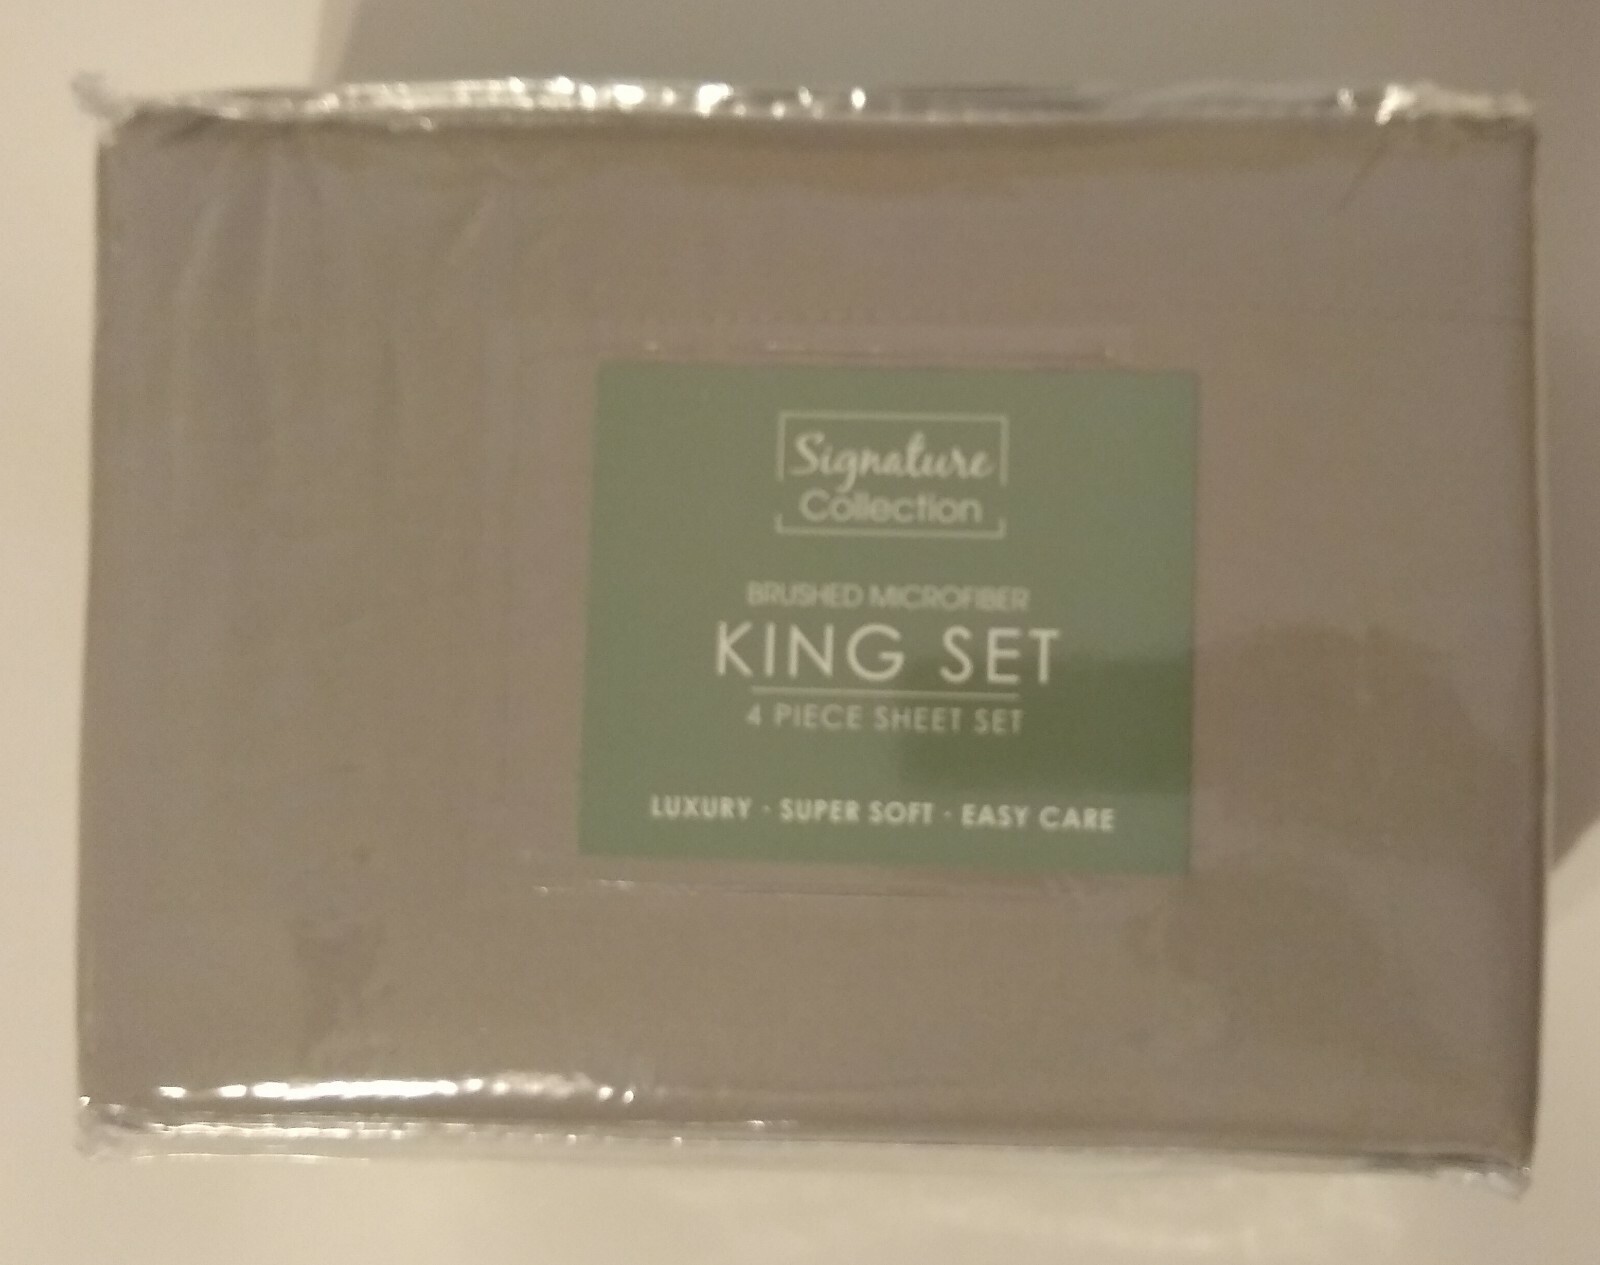 Signature
Collection
BRUSHED MICROFIBER
KING SET
4 PIECE SHEET SET
LUXURY · SUPER SOFT · EASY CARE